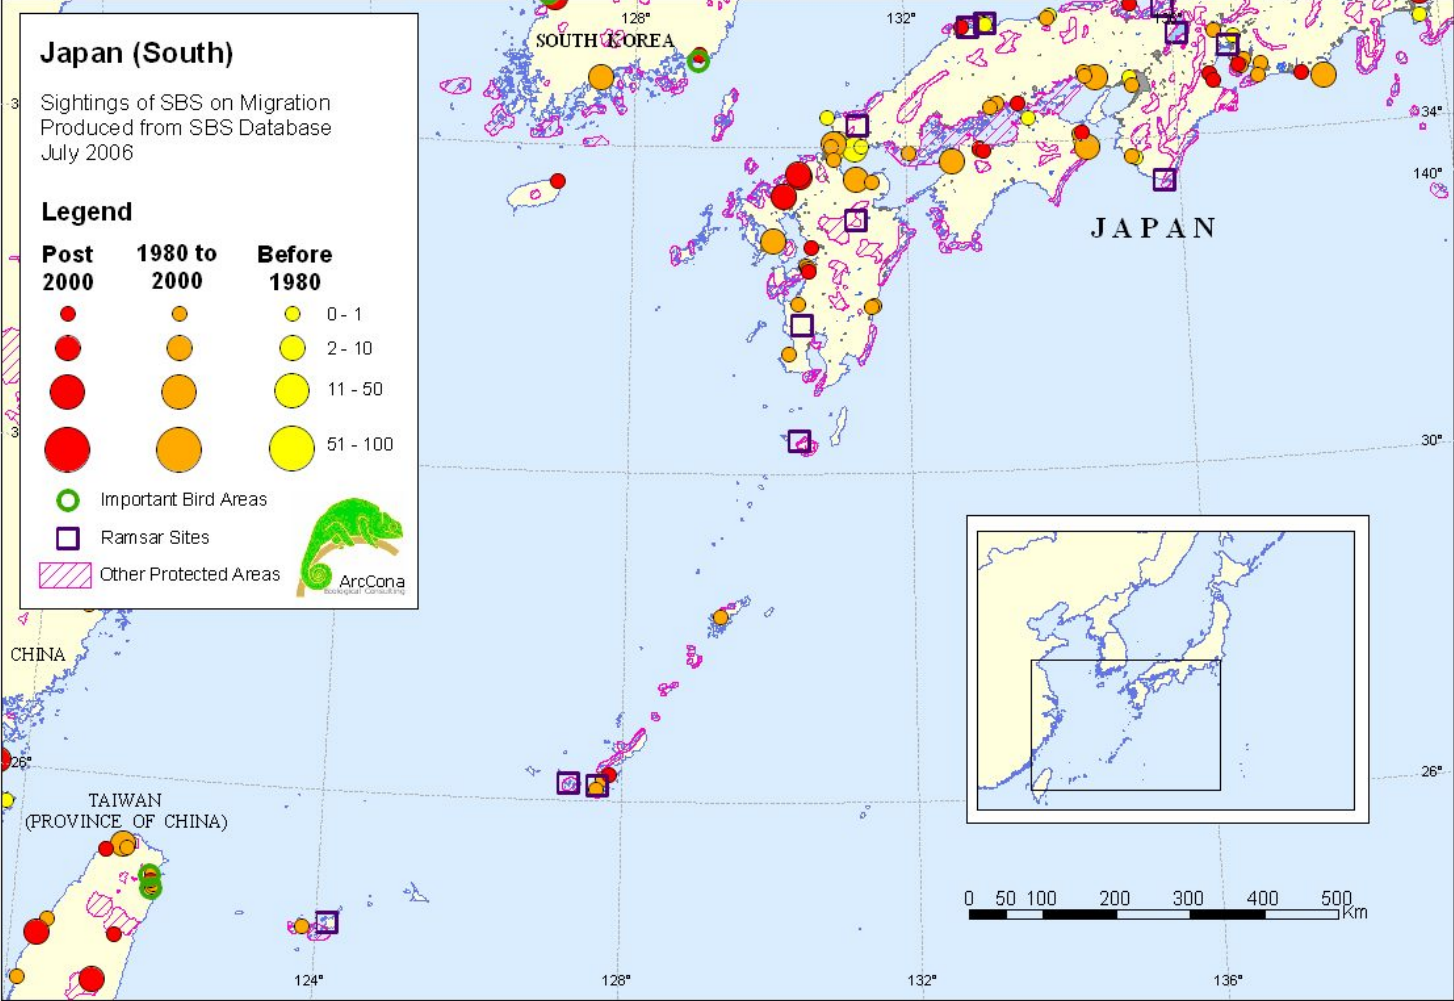 Japan (South)
Sightings of SBS on Migration
Produced from SBS Database
July 2006
Legend
Post 2000
1980 to 2000
Before 1980
0 - 1
2 - 10
11 - 50
51 - 100
Important Bird Areas
Ramsar Sites
Other Protected Areas
ArcCona
Ecological Consulting
128°
132°
SOUTH KOREA
34°
140°
JAPAN
30°
CHINA
26°
26°
TAIWAN
(PROVINCE OF CHINA)
0 50 100 200 300 400 500
Km
124°
128°
132°
136°